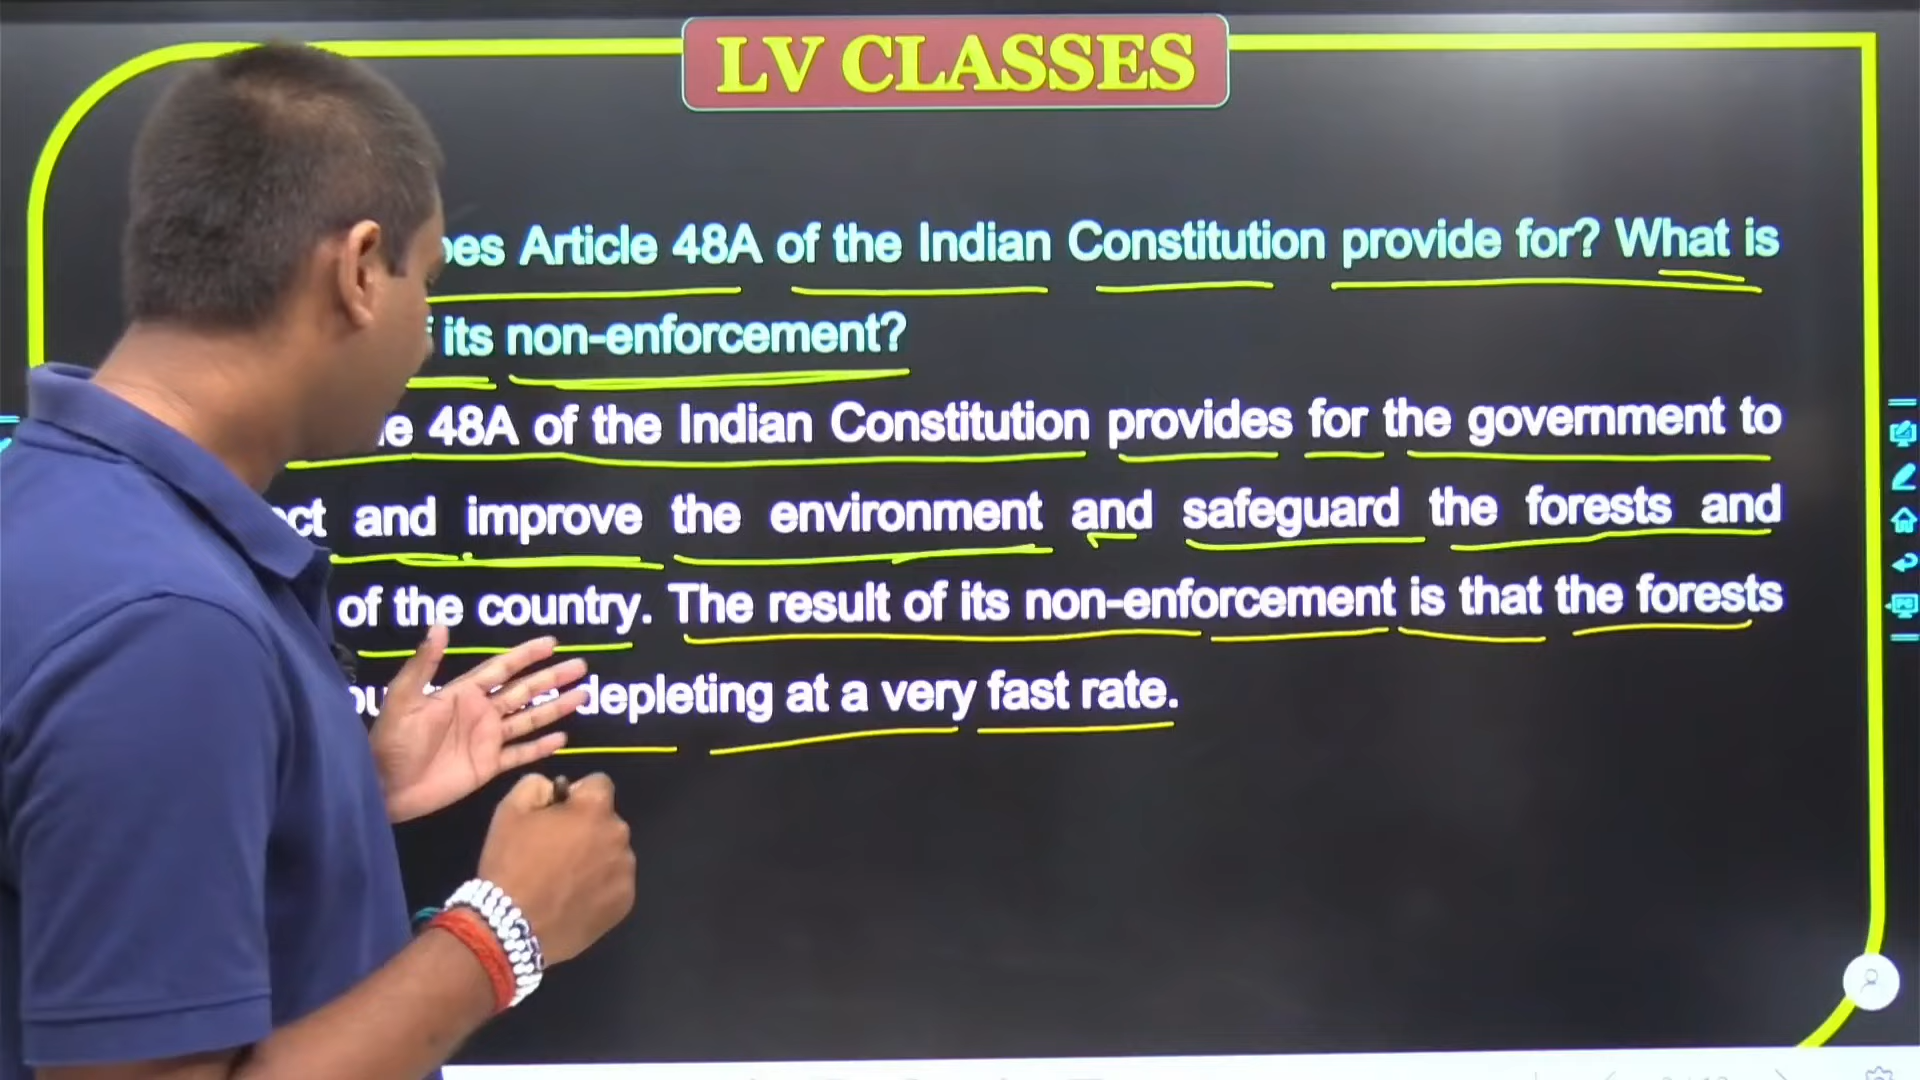 LV CLASSES
Article 48A of the Indian Constitution provide for? What is
its non-enforcement?
48A of the Indian Constitution provides for the government to
and improve the environment and safeguard the forests and
of the country. The result of its non-enforcement is that the forests
depleting at a very fast rate.